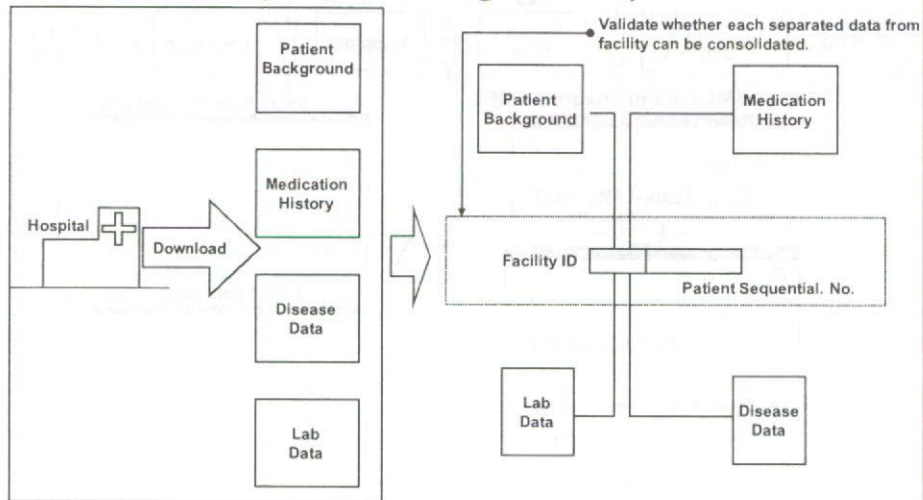 Patient
Background
Medication
History
Hospital
Download
Disease
Data
Lab
Data
Validate whether each separated data from
facility can be consolidated.
Patient
Background
Medication
History
Facility ID
Patient Sequential. No.
Lab
Data
Disease
Data